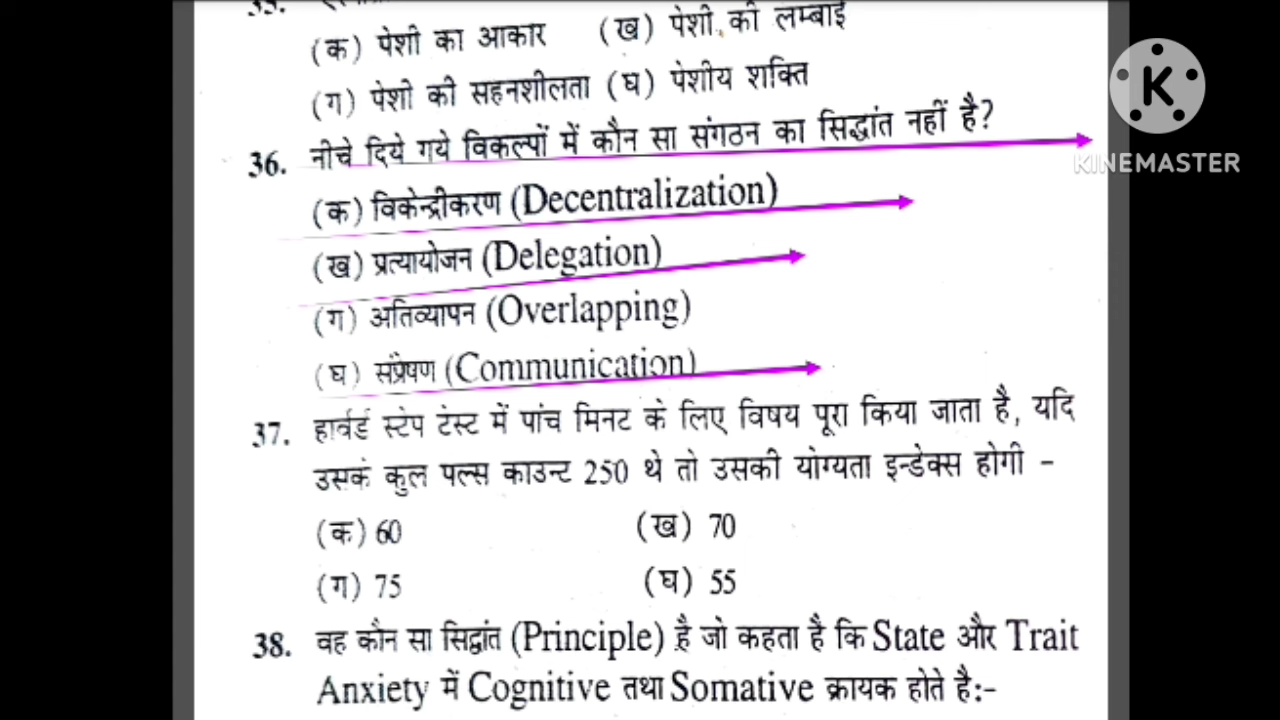 (क) पेशी का आकार (ख) पेशी की लम्बाई
(ग) पेशी की सहनशीलता (घ) पेशीय शक्ति
36. नीचे दिये गये विकल्पों में कौन सा संगठन का सिद्धांत नहीं है?
(क) विकेन्द्रीकरण (Decentralization)
(ख) प्रत्यायोजन (Delegation)
(ग) अतिव्यापन (Overlapping)
(घ) संप्रेषण (Communication)
37. हार्वर्ड स्टेप टेस्ट में पांच मिनट के लिए विषय पूरा किया जाता है, यदि
उसके कुल पल्स काउन्ट 250 थे तो उसकी योग्यता इन्डेक्स होगी -
(क) 60 (ख) 70
(ग) 75 (घ) 55
38. वह कौन सा सिद्वांत (Principle) है जो कहता है कि State और Trait
Anxiety में Cognitive तथा Somative क्रायक होते है:-
K
KINEMASTER